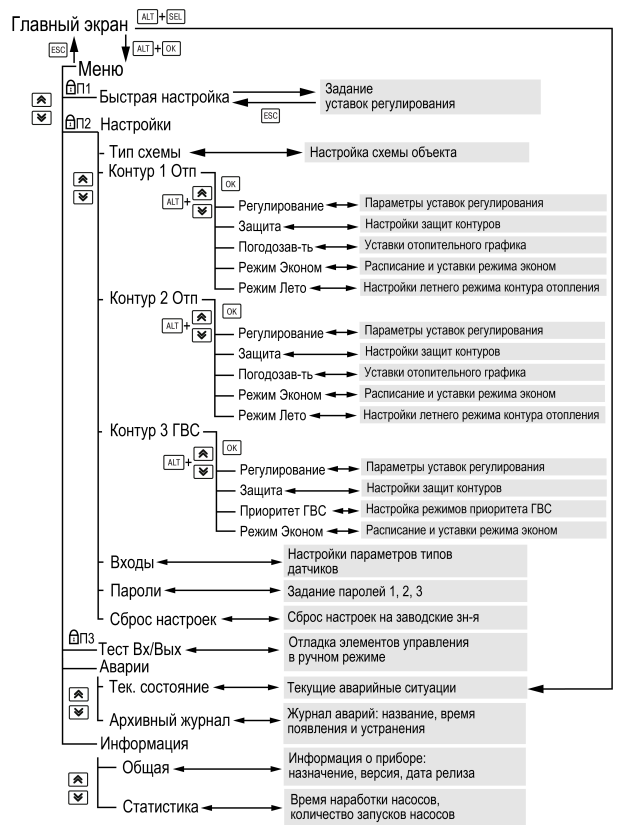 Главный экран
ALT+SEL
ESC
ALT+OK
Меню
П1
Быстрая настройка
Задание
уставок регулирования
ESC
П2
Настройки
Тип схемы
Настройка схемы объекта
Контур 1 Отп
OK
ALT+
Регулирование
Параметры уставок регулирования
Защита
Настройки защит контуров
Погодозав-ть
Уставки отопительного графика
Режим Эконом
Расписание и уставки режима эконом
Режим Лето
Настройки летнего режима контура отопления
Контур 2 Отп
OK
ALT+
Регулирование
Параметры уставок регулирования
Защита
Настройки защит контуров
Погодозав-ть
Уставки отопительного графика
Режим Эконом
Расписание и уставки режима эконом
Режим Лето
Настройки летнего режима контура отопления
Контур 3 ГВС
OK
ALT+
Регулирование
Параметры уставок регулирования
Защита
Настройки защит контуров
Приоритет ГВС
Настройка режимов приоритета ГВС
Режим Эконом
Расписание и уставки режима эконом
Входы
Настройки параметров типов
датчиков
Пароли
Задание паролей 1, 2, 3
Сброс настроек
Сброс настроек на заводские зн-я
П3
Тест Вх/Вых
Отладка элементов управления
в ручном режиме
Аварии
Тек. состояние
Текущие аварийные ситуации
Архивный журнал
Журнал аварий: название, время
появления и устранения
Информация
Общая
Информация о приборе:
назначение, версия, дата релиза
Статистика
Время наработки насосов,
количество запусков насосов